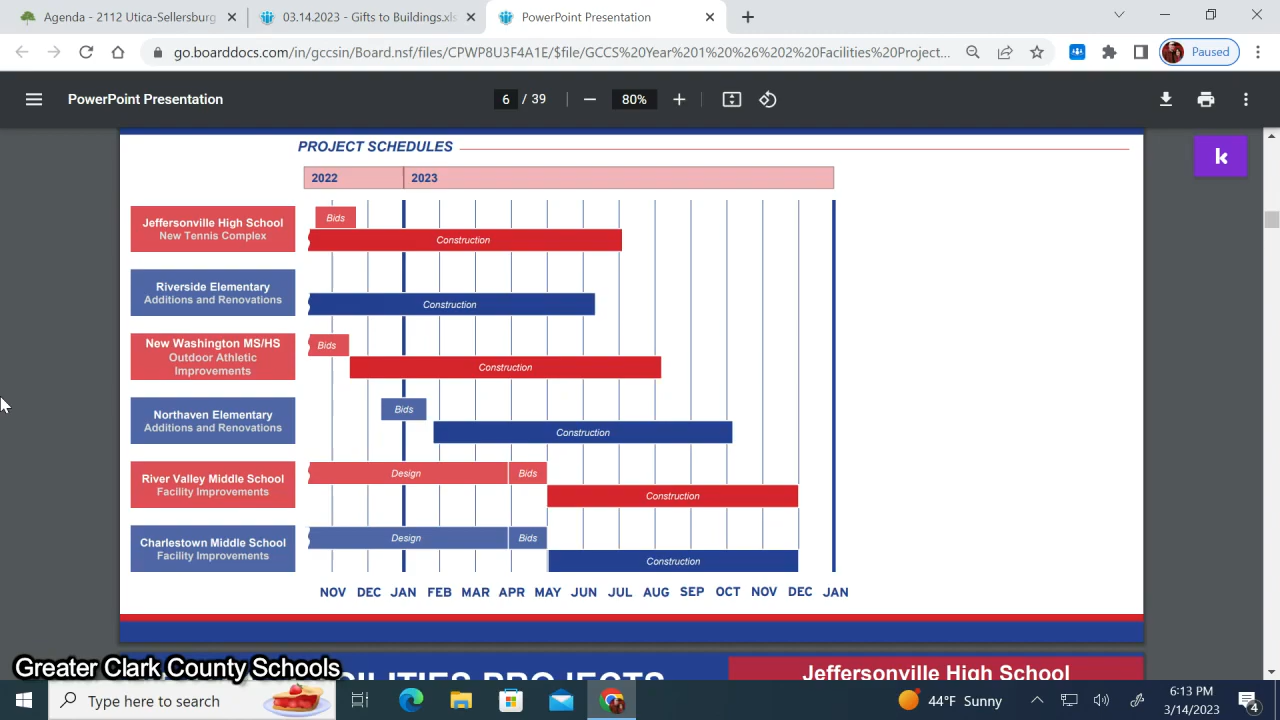 Agenda - 2112 Utica-Sellersburg
03.14.2023 - Gifts to Buildings.xls
PowerPoint Presentation
go.boarddocs.com/in/gccsin/Board.nsf/files/CPWP8U3F4A1E/$file/GCCS%20Year%201%20%26%202%20Facilities%20Project...
Paused
PowerPoint Presentation
6 / 39
80%
k
PROJECT SCHEDULES
2022
2023
Jeffersonville High School
New Tennis Complex
Bids
Construction
Riverside Elementary
Additions and Renovations
Construction
New Washington MS/HS
Outdoor Athletic
Improvements
Bids
Construction
Northaven Elementary
Additions and Renovations
Bids
Construction
River Valley Middle School
Facility Improvements
Design
Bids
Construction
Charlestown Middle School
Facility Improvements
Design
Bids
Construction
NOV DEC JAN FEB MAR APR MAY JUN JUL AUG SEP OCT NOV DEC JAN
Greater Clark County Schools
FACILITIES PROJECTS
Jeffersonville High School
Type here to search
44°F Sunny
6:13 PM
3/14/2023
4